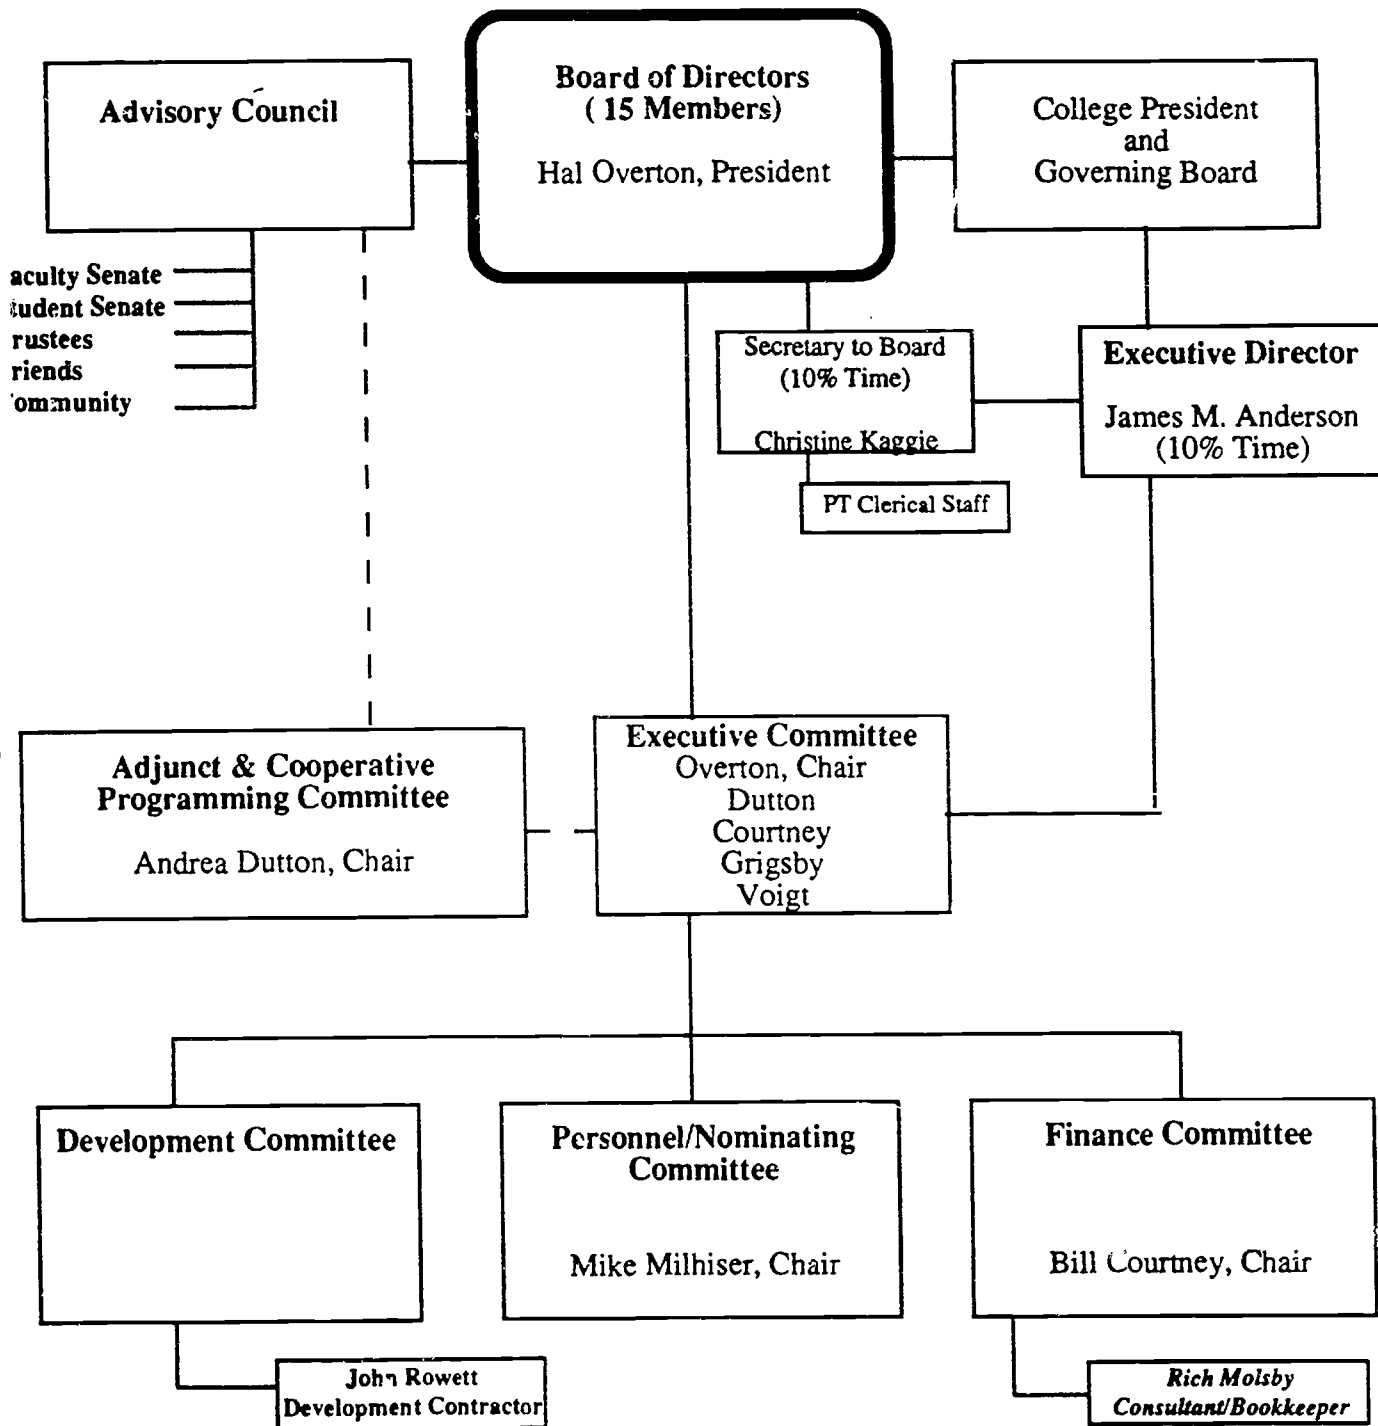 Advisory Council
Board of Directors
( 15 Members)
Hal Overton, President
College President
and
Governing Board
aculty Senate
tudent Senate
rustees
riends
ommunity
Secretary to Board
(10% Time)
Christine Kaggie
PT Clerical Staff
Executive Director
James M. Anderson
(10% Time)
Adjunct & Cooperative
Programming Committee
Andrea Dutton, Chair
Executive Committee
Overton, Chair
Dutton
Courtney
Grigsby
Voigt
Development Committee
Personnel/Nominating
Committee
Mike Milhiser, Chair
Finance Committee
Bill Courtney, Chair
John Rowett
Development Contractor
Rich Molsby
Consultant/Bookkeeper